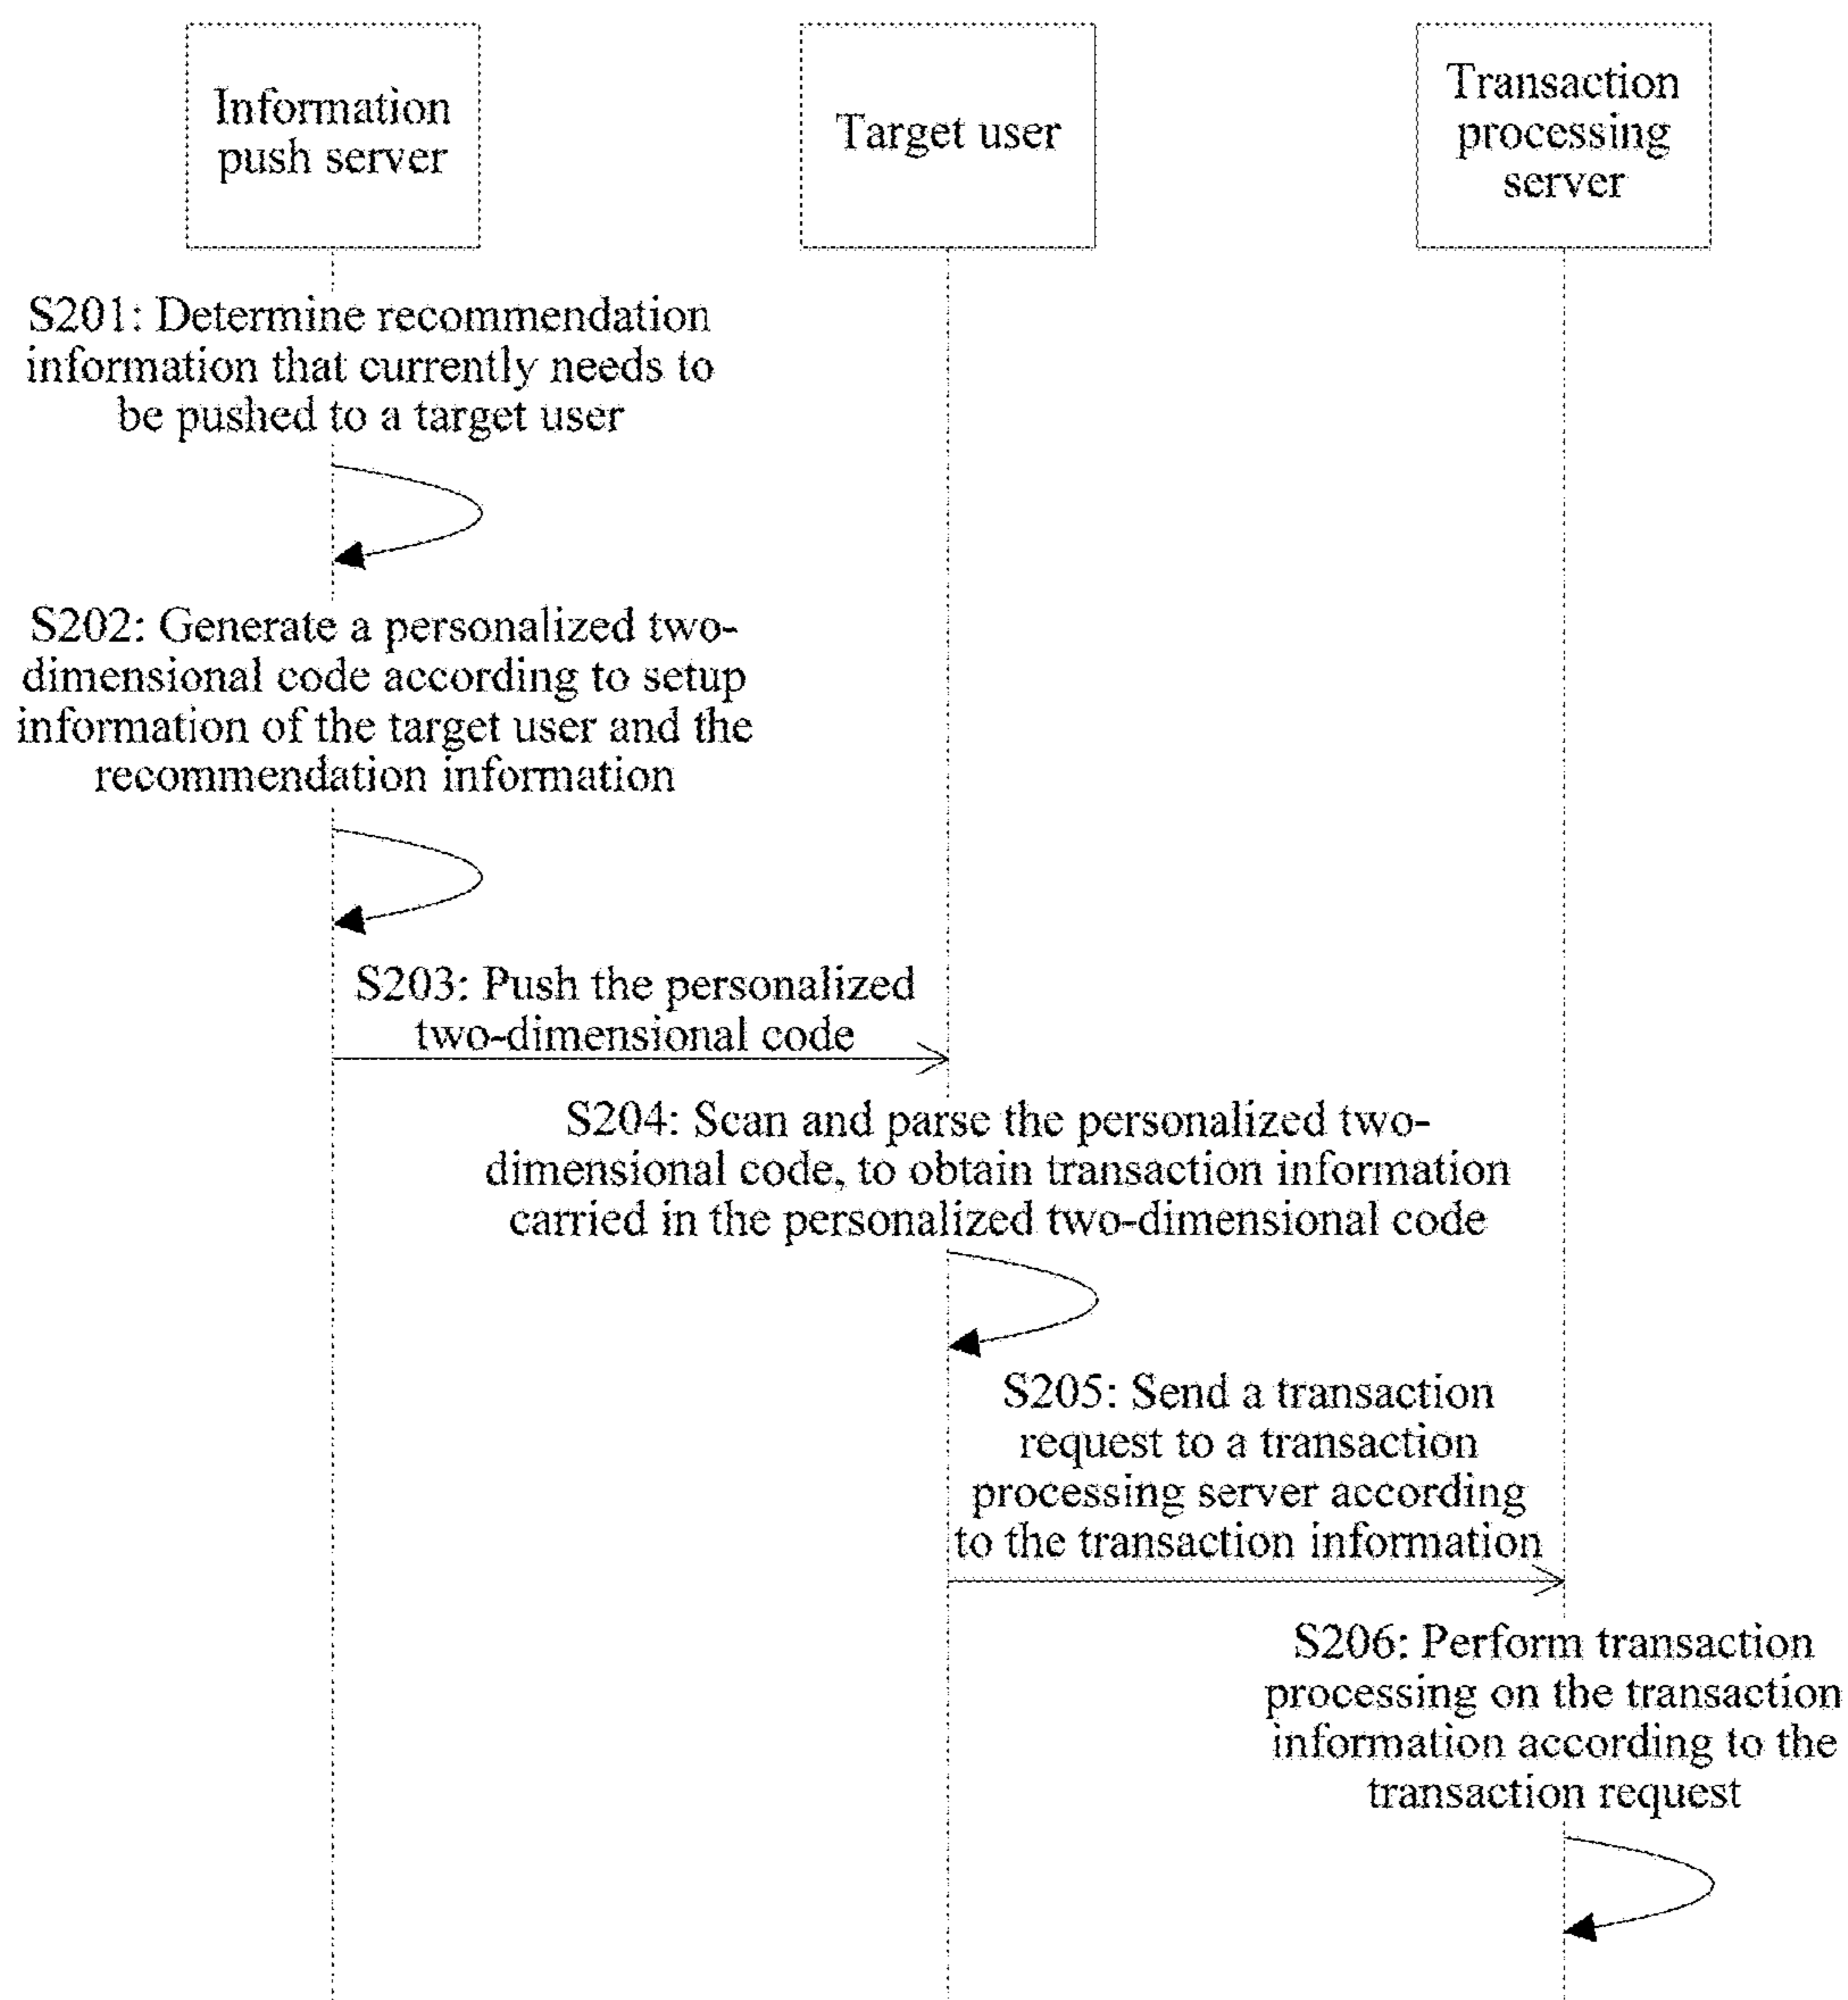 Information
push server
Target user
Transaction
processing
server
S201: Determine recommendation
information that currently needs to
be pushed to a target user
S202: Generate a personalized two-
dimensional code according to setup
information of the target user and the
recommendation information
S203: Push the personalized
two-dimensional code
S204: Scan and parse the personalized two-
dimensional code, to obtain transaction information
carried in the personalized two-dimensional code
S205: Send a transaction
request to a transaction
processing server according
to the transaction information
S206: Perform transaction
processing on the transaction
information according to the
transaction request